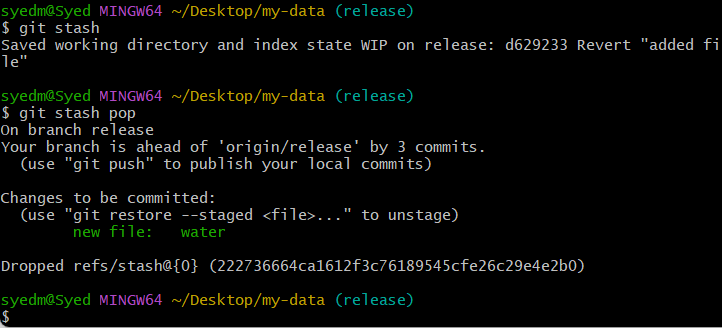 syedm@Syed MINGW64 ~/Desktop/my-data (release)
$ git stash
Saved working directory and index state WIP on release: d629233 Revert "added fi
le"
syedm@Syed MINGW64 ~/Desktop/my-data (release)
$ git stash pop
On branch release
Your branch is ahead of 'origin/release' by 3 commits.
  (use "git push" to publish your local commits)
Changes to be committed:
  (use "git restore --staged <file>..." to unstage)
        new file:   water
Dropped refs/stash@{0} (222736664ca1612f3c76189545cfe26c29e4e2b0)
syedm@Syed MINGW64 ~/Desktop/my-data (release)
$